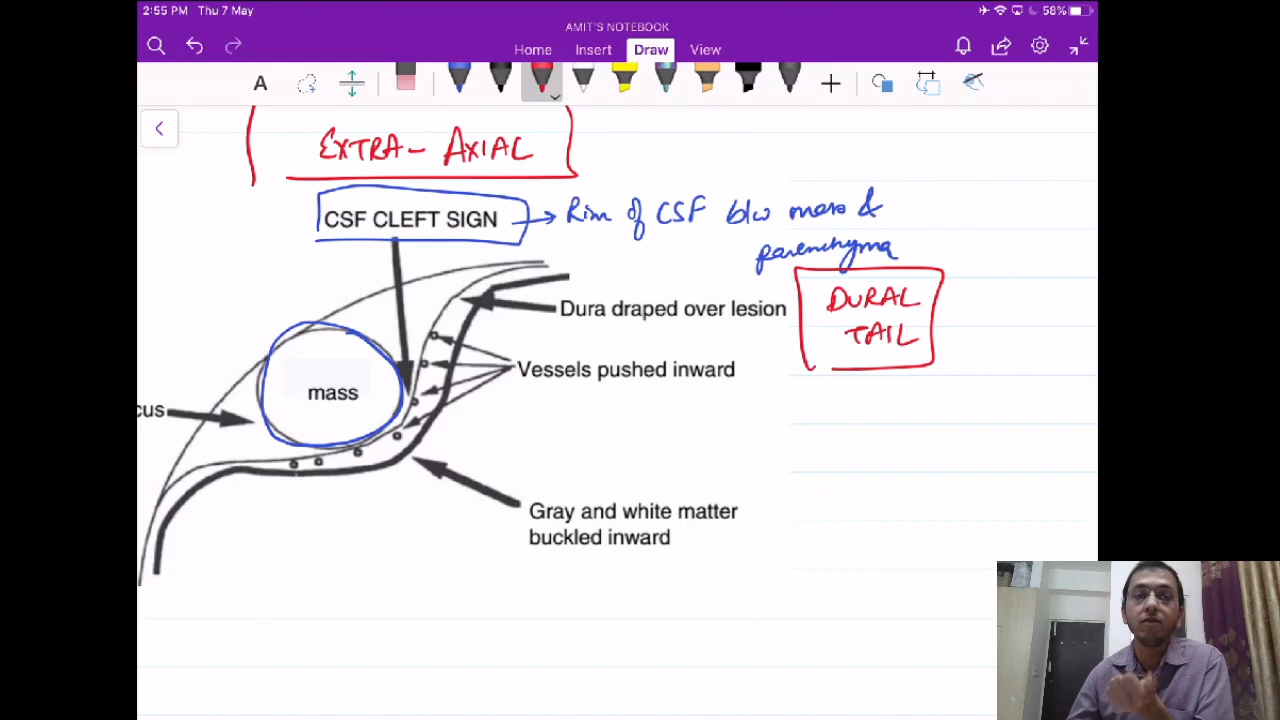 2:55 PM Thu 7 May
58%
AMIT'S NOTEBOOK
Home Insert Draw View
A
EXTRA - AXIAL
CSF CLEFT SIGN → Rim of CSF b/w mass &
parenchyma
DURAL
TAIL
Dura draped over lesion
Vessels pushed inward
mass
cus
Gray and white matter
buckled inward